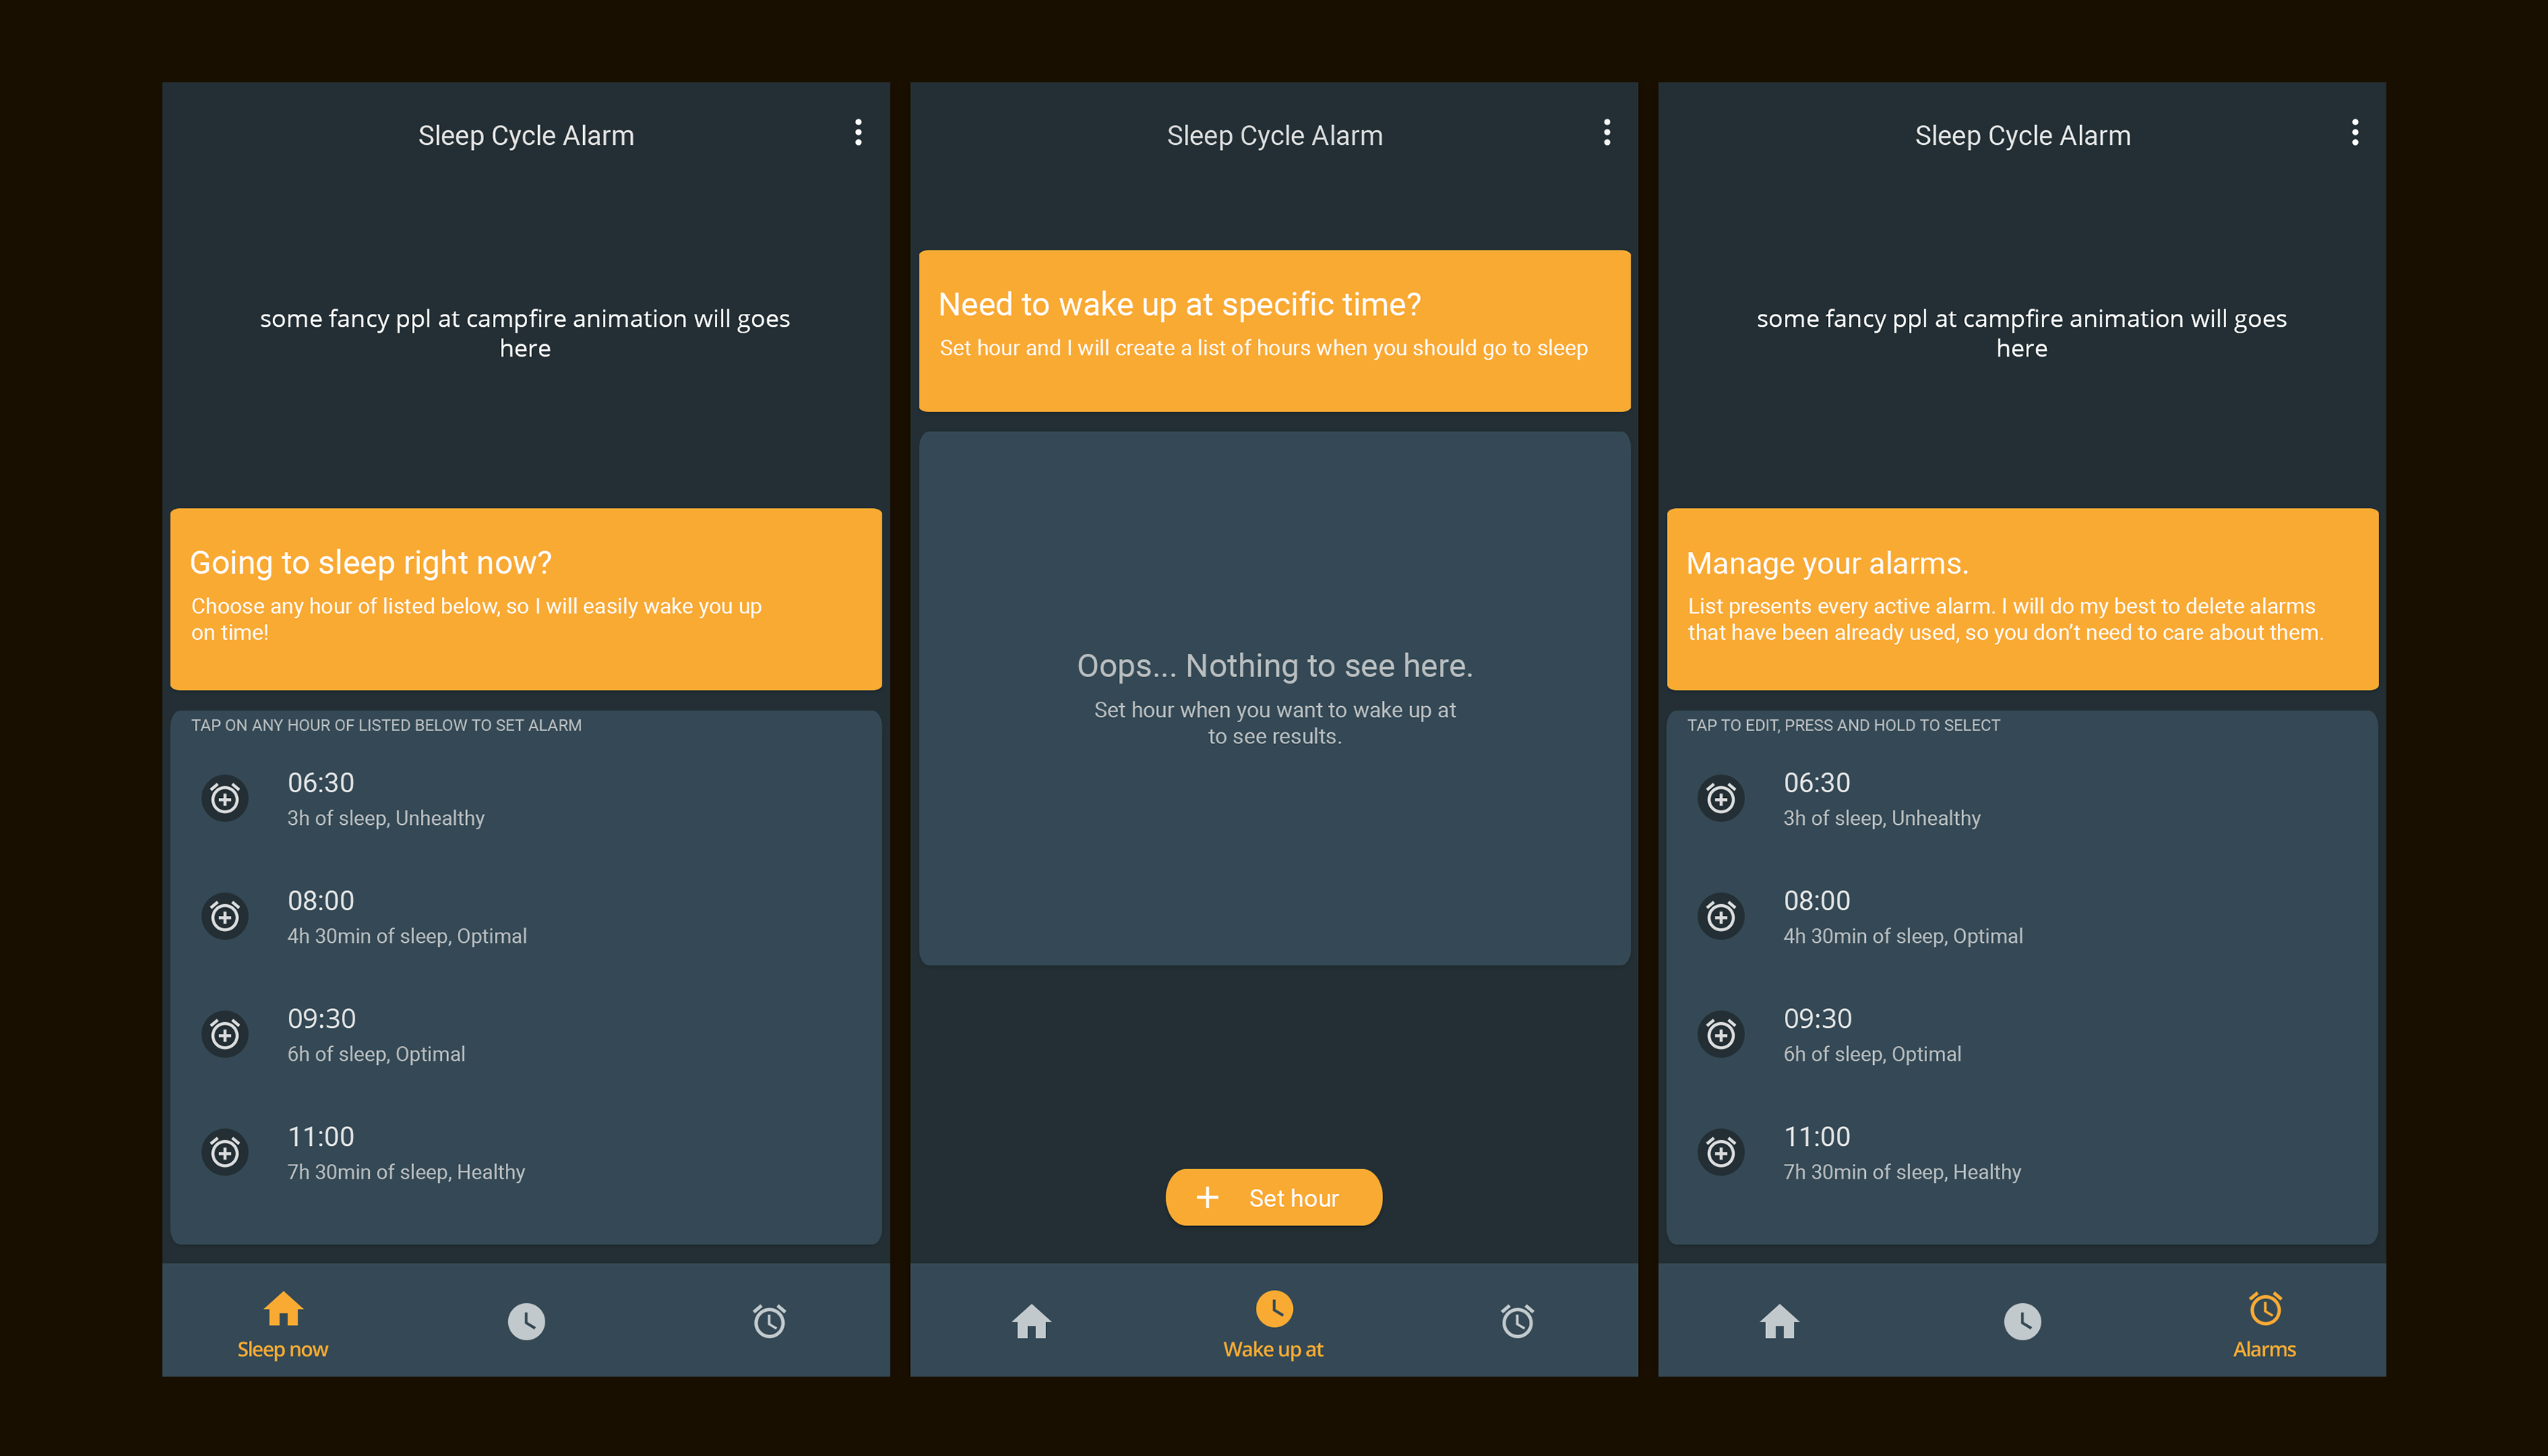 Sleep Cycle Alarm
some fancy ppl at campfire animation will goes
here
Going to sleep right now?
Choose any hour of listed below, so I will easily wake you up
on time!
TAP ON ANY HOUR OF LISTED BELOW TO SET ALARM
06:30
3h of sleep, Unhealthy
08:00
4h 30min of sleep, Optimal
09:30
6h of sleep, Optimal
11:00
7h 30min of sleep, Healthy
Sleep now
Sleep Cycle Alarm
Need to wake up at specific time?
Set hour and I will create a list of hours when you should go to sleep
Oops... Nothing to see here.
Set hour when you want to wake up at
to see results.
Set hour
Wake up at
Sleep Cycle Alarm
some fancy ppl at campfire animation will goes
here
Manage your alarms.
List presents every active alarm. I will do my best to delete alarms
that have been already used, so you don’t need to care about them.
TAP TO EDIT, PRESS AND HOLD TO SELECT
06:30
3h of sleep, Unhealthy
08:00
4h 30min of sleep, Optimal
09:30
6h of sleep, Optimal
11:00
7h 30min of sleep, Healthy
Alarms